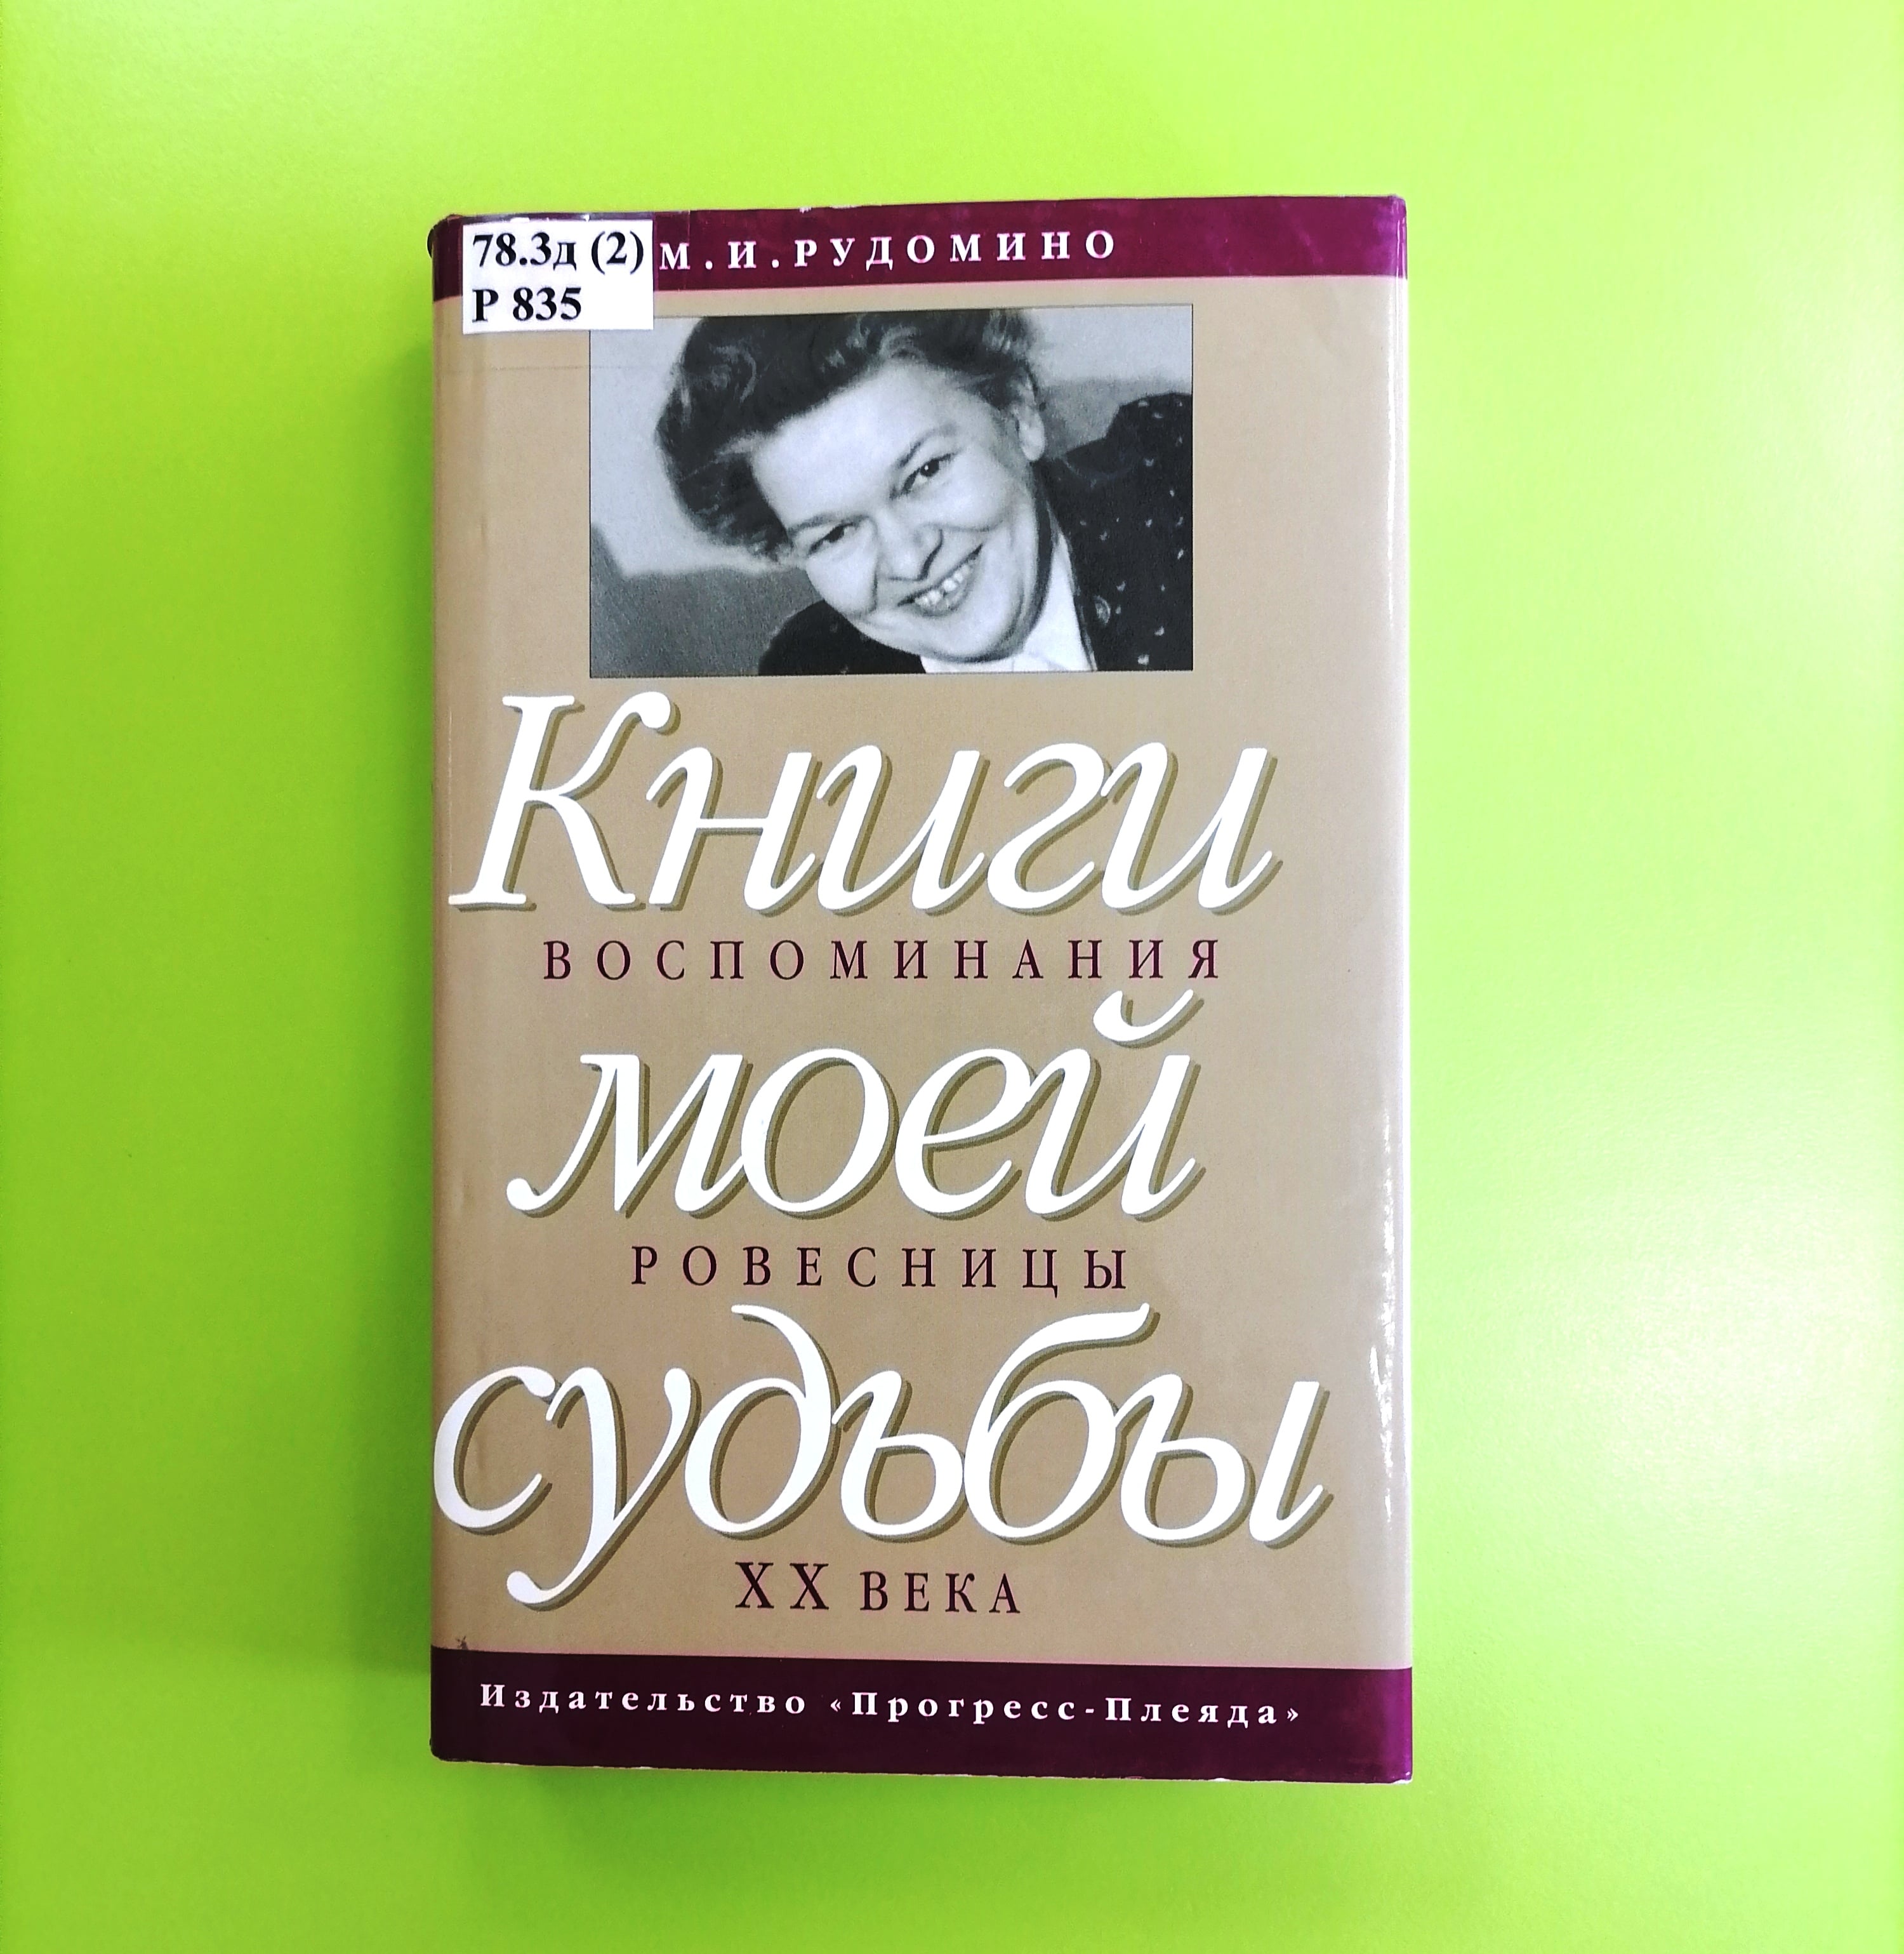 78.3д (2)
Р 835
М.И.РУДОМИНО
Книги
ВОСПОМИНАНИЯ
моей
РОВЕСНИЦЫ
судьбы
XX ВЕКА
Издательство «Прогресс-Плеяда»